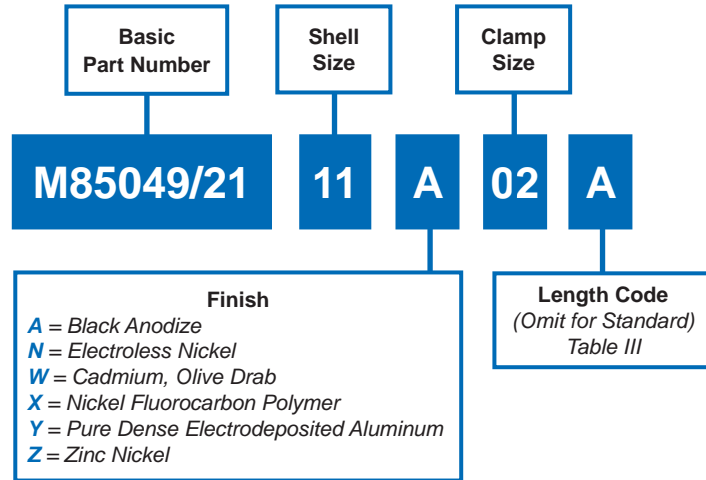 Basic
Part Number
Shell
Size
Clamp
Size
M85049/21 11 A 02 A
Finish
A = Black Anodize
N = Electroless Nickel
W = Cadmium, Olive Drab
X = Nickel Fluorocarbon Polymer
Y = Pure Dense Electrodeposited Aluminum
Z = Zinc Nickel
Length Code
(Omit for Standard)
Table III